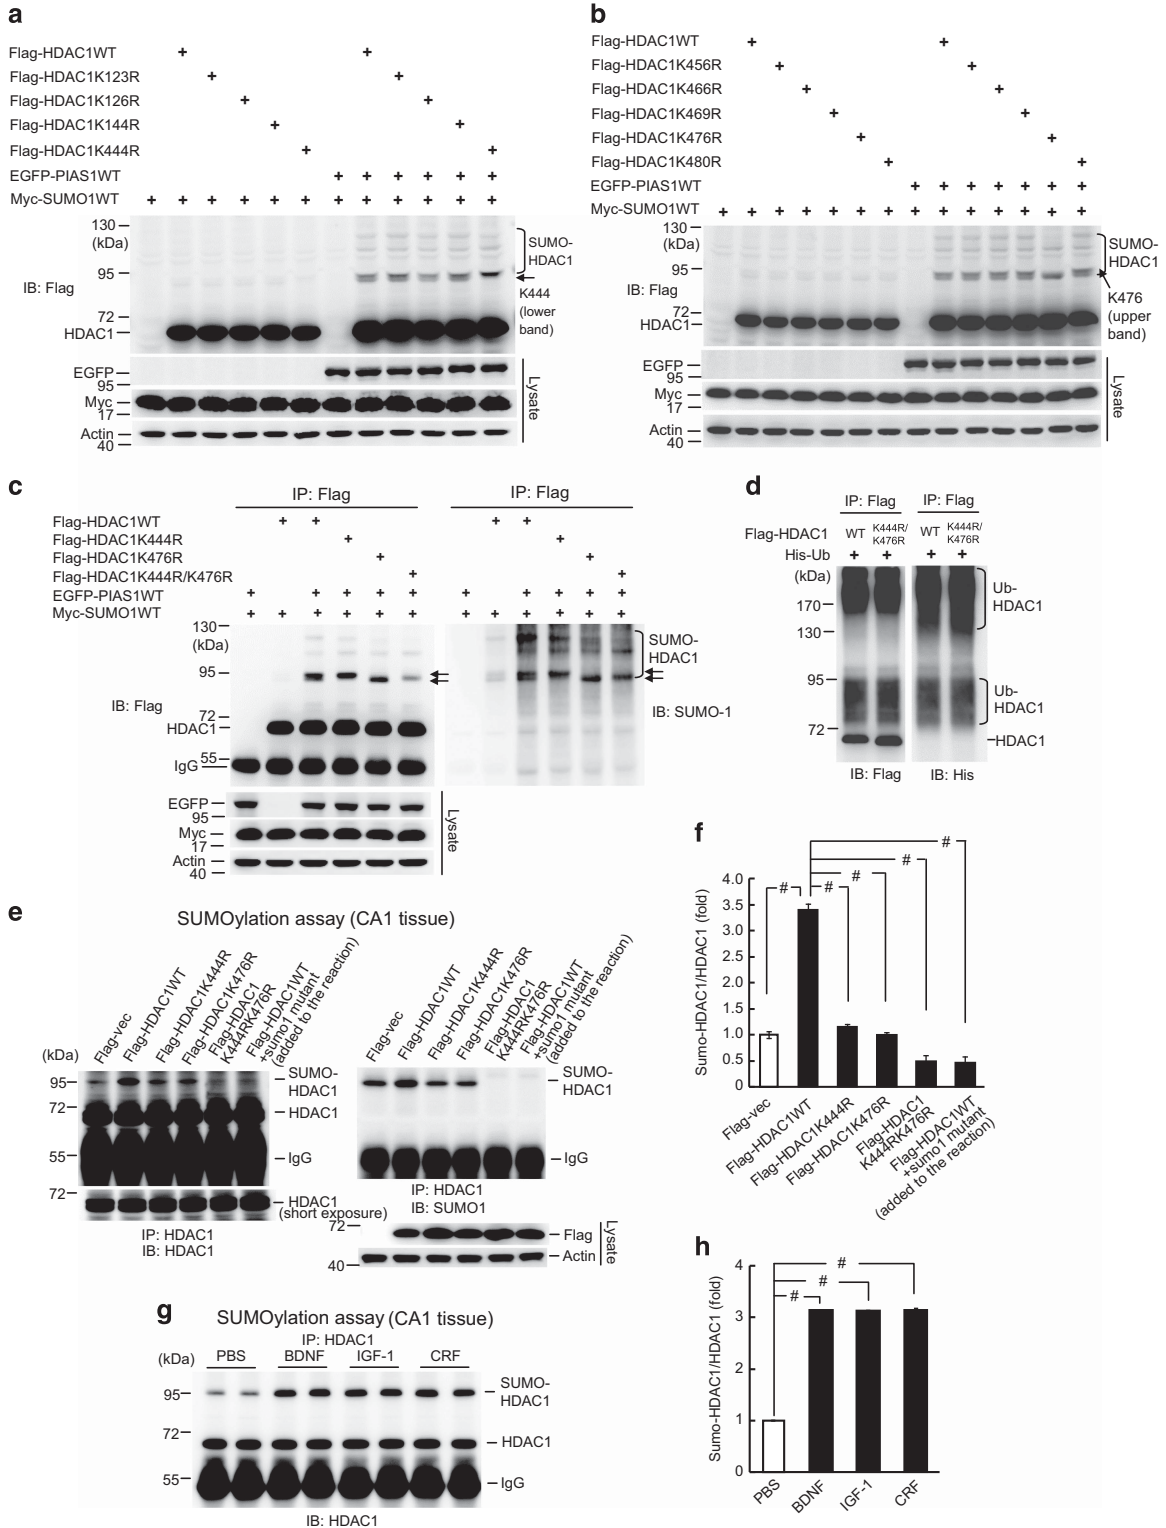 a
Flag-HDAC1WT + +
Flag-HDAC1K123R + +
Flag-HDAC1K126R + +
Flag-HDAC1K144R + +
Flag-HDAC1K444R + +
EGFP-PIAS1WT + + + + + +
Myc-SUMO1WT + + + + + + + + + + + +
130
(kDa)
95
IB: Flag
72
HDAC1
SUMO-
HDAC1
K444
(lower
band)
EGFP
95
Myc
17
Actin
40
Lysate
b
Flag-HDAC1WT + +
Flag-HDAC1K456R + +
Flag-HDAC1K466R + +
Flag-HDAC1K469R + +
Flag-HDAC1K476R + +
Flag-HDAC1K480R + +
EGFP-PIAS1WT + + + + + + +
Myc-SUMO1WT + + + + + + + + + + + + + +
130
(kDa)
95
IB: Flag
72
HDAC1
SUMO-
HDAC1
K476
(upper
band)
EGFP
95
Myc
17
Actin
40
Lysate
c
IP: Flag IP: Flag
Flag-HDAC1WT + + + +
Flag-HDAC1K444R + +
Flag-HDAC1K476R + +
Flag-HDAC1K444R/K476R + +
EGFP-PIAS1WT + + + + + + + + + +
Myc-SUMO1WT + + + + + + + + + + + +
130
(kDa)
95
IB: Flag
72
HDAC1
IgG 55
SUMO-
HDAC1
IB: SUMO-1
EGFP
95
Myc
17
Actin
40
Lysate
d
IP: Flag IP: Flag
Flag-HDAC1 WT K444R/K476R WT K444R/K476R
His-Ub + + + +
(kDa)
170
130
95
72
Ub-
HDAC1
Ub-
HDAC1
HDAC1
IB: Flag IB: His
e
SUMOylation assay (CA1 tissue)
Flag-vec
Flag-HDAC1WT
Flag-HDAC1K444R
Flag-HDAC1K476R
Flag-HDAC1
K444RK476R
Flag-HDAC1WT
+sumo1 mutant
(added to the reaction)
(kDa)
95
72
55
72
SUMO-
HDAC1
HDAC1
IgG
HDAC1
(short exposure)
IP: HDAC1
IB: HDAC1
Flag-vec
Flag-HDAC1WT
Flag-HDAC1K444R
Flag-HDAC1K476R
Flag-HDAC1
K444RK476R
Flag-HDAC1WT
+sumo1 mutant
(added to the reaction)
SUMO-
HDAC1
IgG
IP: HDAC1
IB: SUMO1
72
Flag
Actin
40
Lysate
f
Sumo-HDAC1/HDAC1 (fold)
4.0
3.5
3.0
2.5
2.0
1.5
1.0
0.5
0
# # # # #
Flag-vec
Flag-HDAC1WT
Flag-HDAC1K444R
Flag-HDAC1K476R
Flag-HDAC1
K444RK476R
Flag-HDAC1WT
+sumo1 mutant
(added to the reaction)
g
SUMOylation assay (CA1 tissue)
IP: HDAC1
(kDa) PBS BDNF IGF-1 CRF
95
72
55
SUMO-
HDAC1
HDAC1
IgG
IB: HDAC1
h
Sumo-HDAC1/HDAC1 (fold)
4
3
2
1
0
# # #
PBS
BDNF
IGF-1
CRF